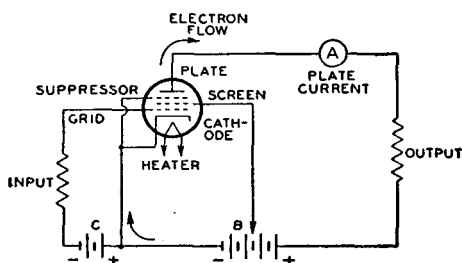 ELECTRON
FLOW
A
PLATE
PLATE
CURRENT
SUPPRESSOR
SCREEN
GRID
CATH-
ODE
HEATER
INPUT
OUTPUT
C
B
- +
- +